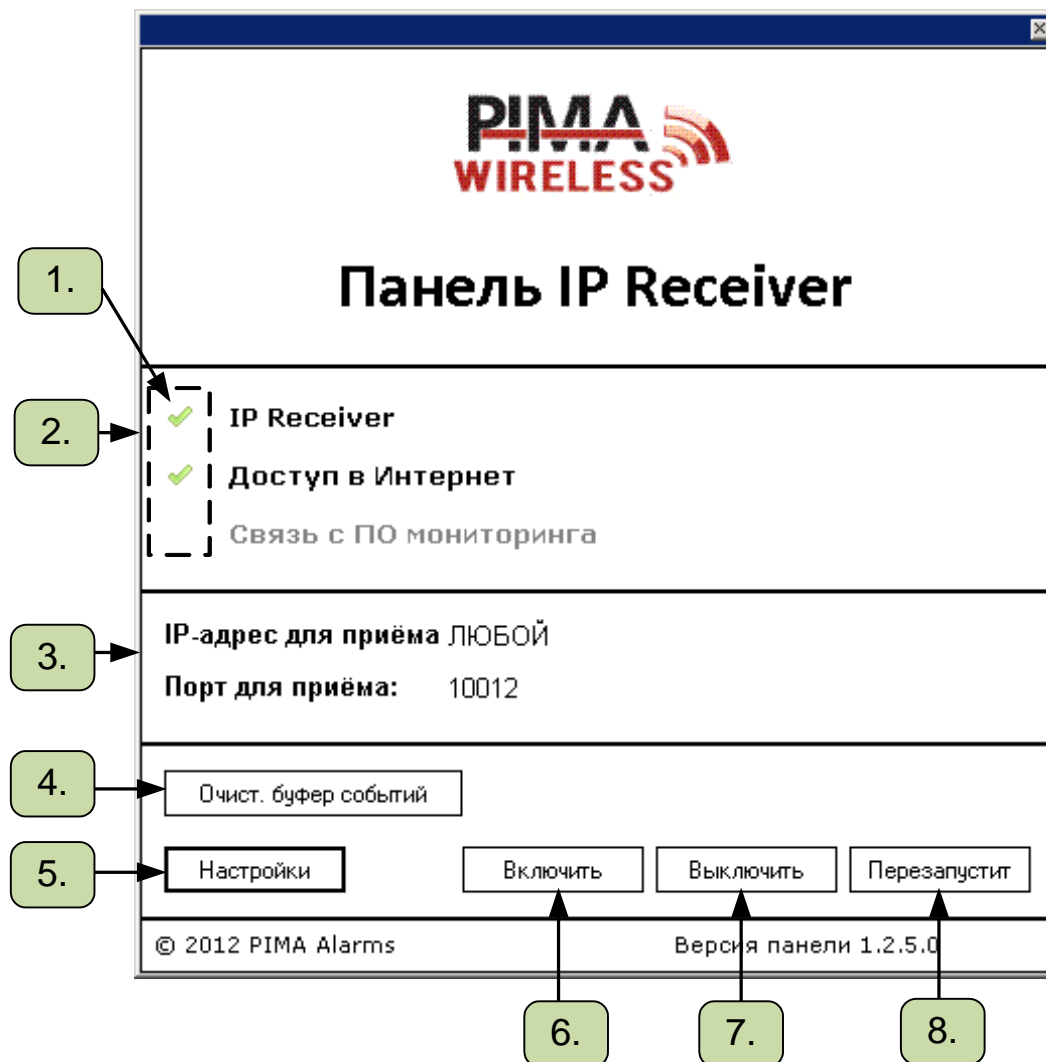 PIMA
WIRELESS
1.
Панель IP Receiver
2.
IP Receiver
Доступ в Интернет
Связь с ПО мониторинга
3.
IP-адрес для приёма ЛЮБОЙ
Порт для приёма: 10012
4.
Очист. буфер событий
5.
Настройки Включить Выключить Перезапустит
© 2012 PIMA Alarms Версия панели 1.2.5.0
6. 7. 8.